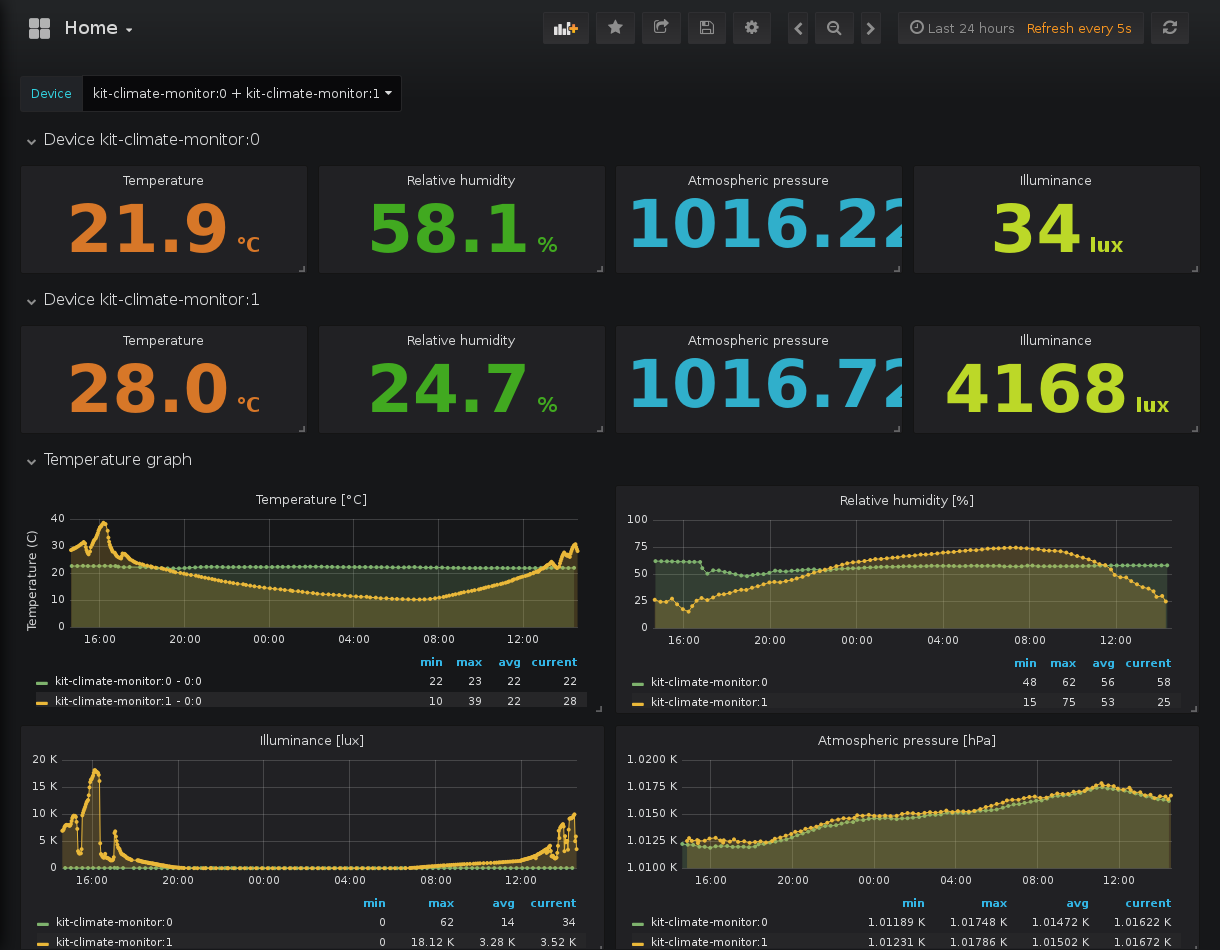 Home
Last 24 hours Refresh every 5s
Device kit-climate-monitor:0 + kit-climate-monitor:1
Device kit-climate-monitor:0
Temperature Relative humidity Atmospheric pressure Illuminance
21.9 °C 58.1 % 1016.22 34 lux
Device kit-climate-monitor:1
Temperature Relative humidity Atmospheric pressure Illuminance
28.0 °C 24.7 % 1016.72 4168 lux
Temperature graph
Temperature [°C]
Temperature (C)
40
30
20
10
0
16:00 20:00 00:00 04:00 08:00 12:00
min max avg current
kit-climate-monitor:0 - 0:0 22 23 22 22
kit-climate-monitor:1 - 0:0 10 39 22 28
Relative humidity [%]
100
75
50
25
0
16:00 20:00 00:00 04:00 08:00 12:00
min max avg current
kit-climate-monitor:0 48 62 56 58
kit-climate-monitor:1 15 75 53 25
Illuminance [lux]
20 K
15 K
10 K
5 K
0
16:00 20:00 00:00 04:00 08:00 12:00
min max avg current
kit-climate-monitor:0 0 62 14 34
kit-climate-monitor:1 0 18.12 K 3.28 K 3.52 K
Atmospheric pressure [hPa]
1.0200 K
1.0175 K
1.0150 K
1.0125 K
1.0100 K
16:00 20:00 00:00 04:00 08:00 12:00
min max avg current
kit-climate-monitor:0 1.01189 K 1.01748 K 1.01472 K 1.01622 K
kit-climate-monitor:1 1.01231 K 1.01786 K 1.01502 K 1.01672 K